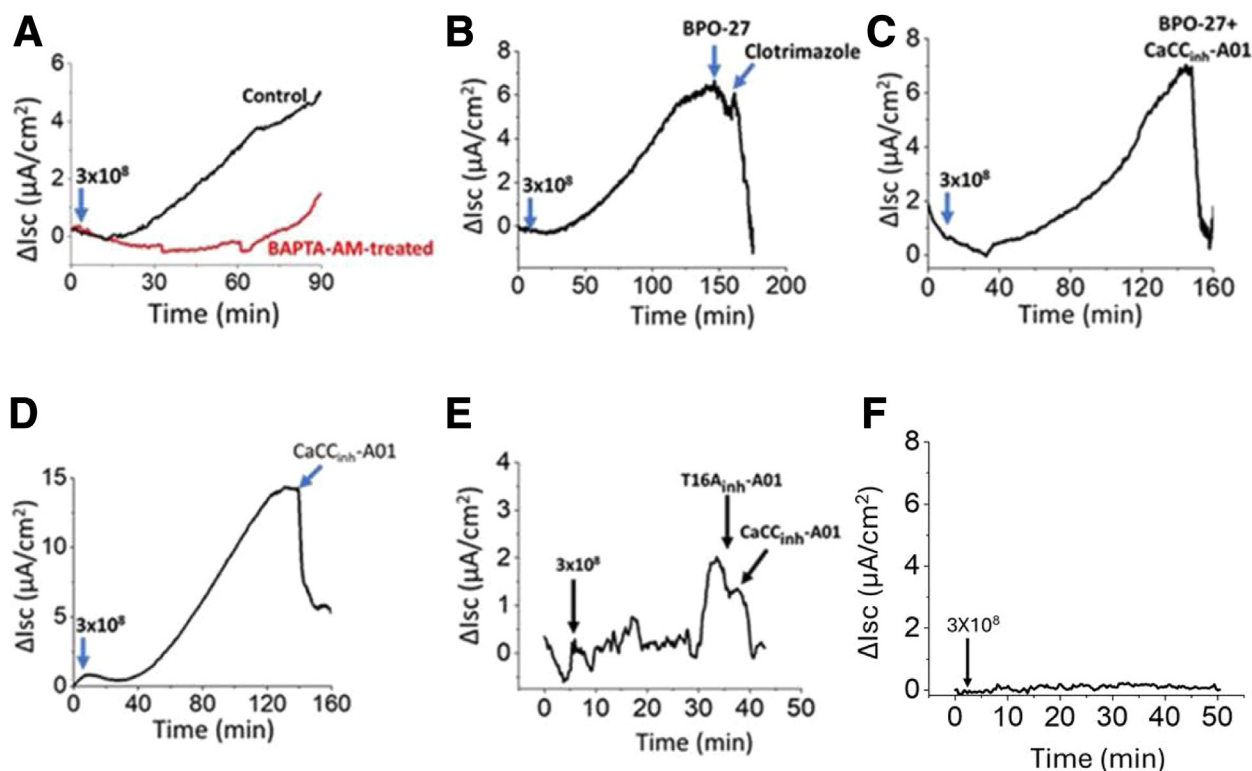 A
ΔIsc (μA/cm²)
6
4
2
0
Control
3x10⁸
BAPTA-AM-treated
0
30
60
90
Time (min)
B
ΔIsc (μA/cm²)
8
6
4
2
0
BPO-27
Clotrimazole
3x10⁸
0
50
100
150
200
Time (min)
C
ΔIsc (μA/cm²)
8
6
4
2
0
BPO-27+
CaCCinh-A01
3x10⁸
0
40
80
120
160
Time (min)
D
ΔIsc (μA/cm²)
15
10
5
0
CaCCinh-A01
3x10⁸
0
40
80
120
160
Time (min)
E
ΔIsc (μA/cm²)
4
3
2
1
0
T16Ainh-A01
CaCCinh-A01
3x10⁸
0
10
20
30
40
50
Time (min)
F
ΔIsc (μA/cm²)
8
6
4
2
0
3X10⁸
0
10
20
30
40
50
Time (min)